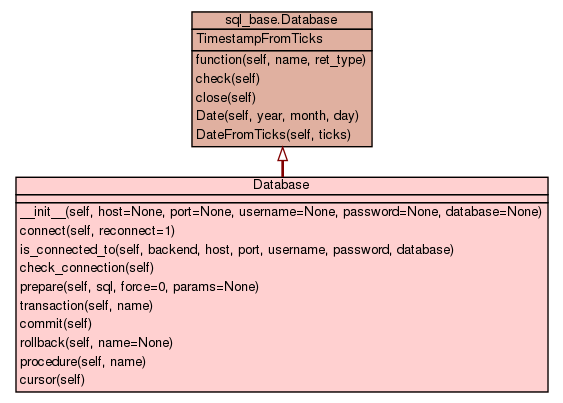 sql_base.Database
TimestampFromTicks
function(self, name, ret_type)
check(self)
close(self)
Date(self, year, month, day)
DateFromTicks(self, ticks)
Database
__init__(self, host=None, port=None, username=None, password=None, database=None)
connect(self, reconnect=1)
is_connected_to(self, backend, host, port, username, password, database)
check_connection(self)
prepare(self, sql, force=0, params=None)
transaction(self, name)
commit(self)
rollback(self, name=None)
procedure(self, name)
cursor(self)